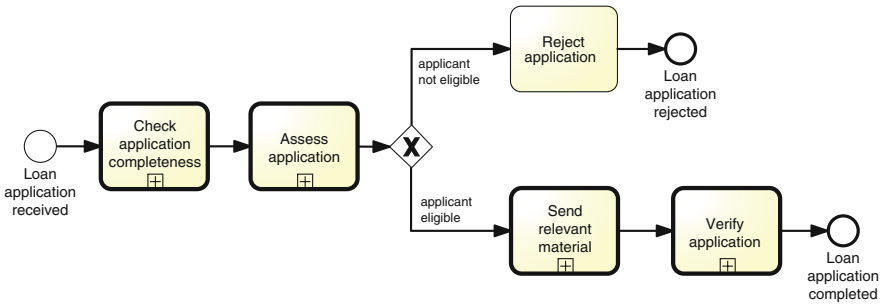 Loan
application
received
Check
application
completeness
Assess
application
X
applicant
not eligible
Reject
application
Loan
application
rejected
applicant
eligible
Send
relevant
material
Verify
application
Loan
application
completed